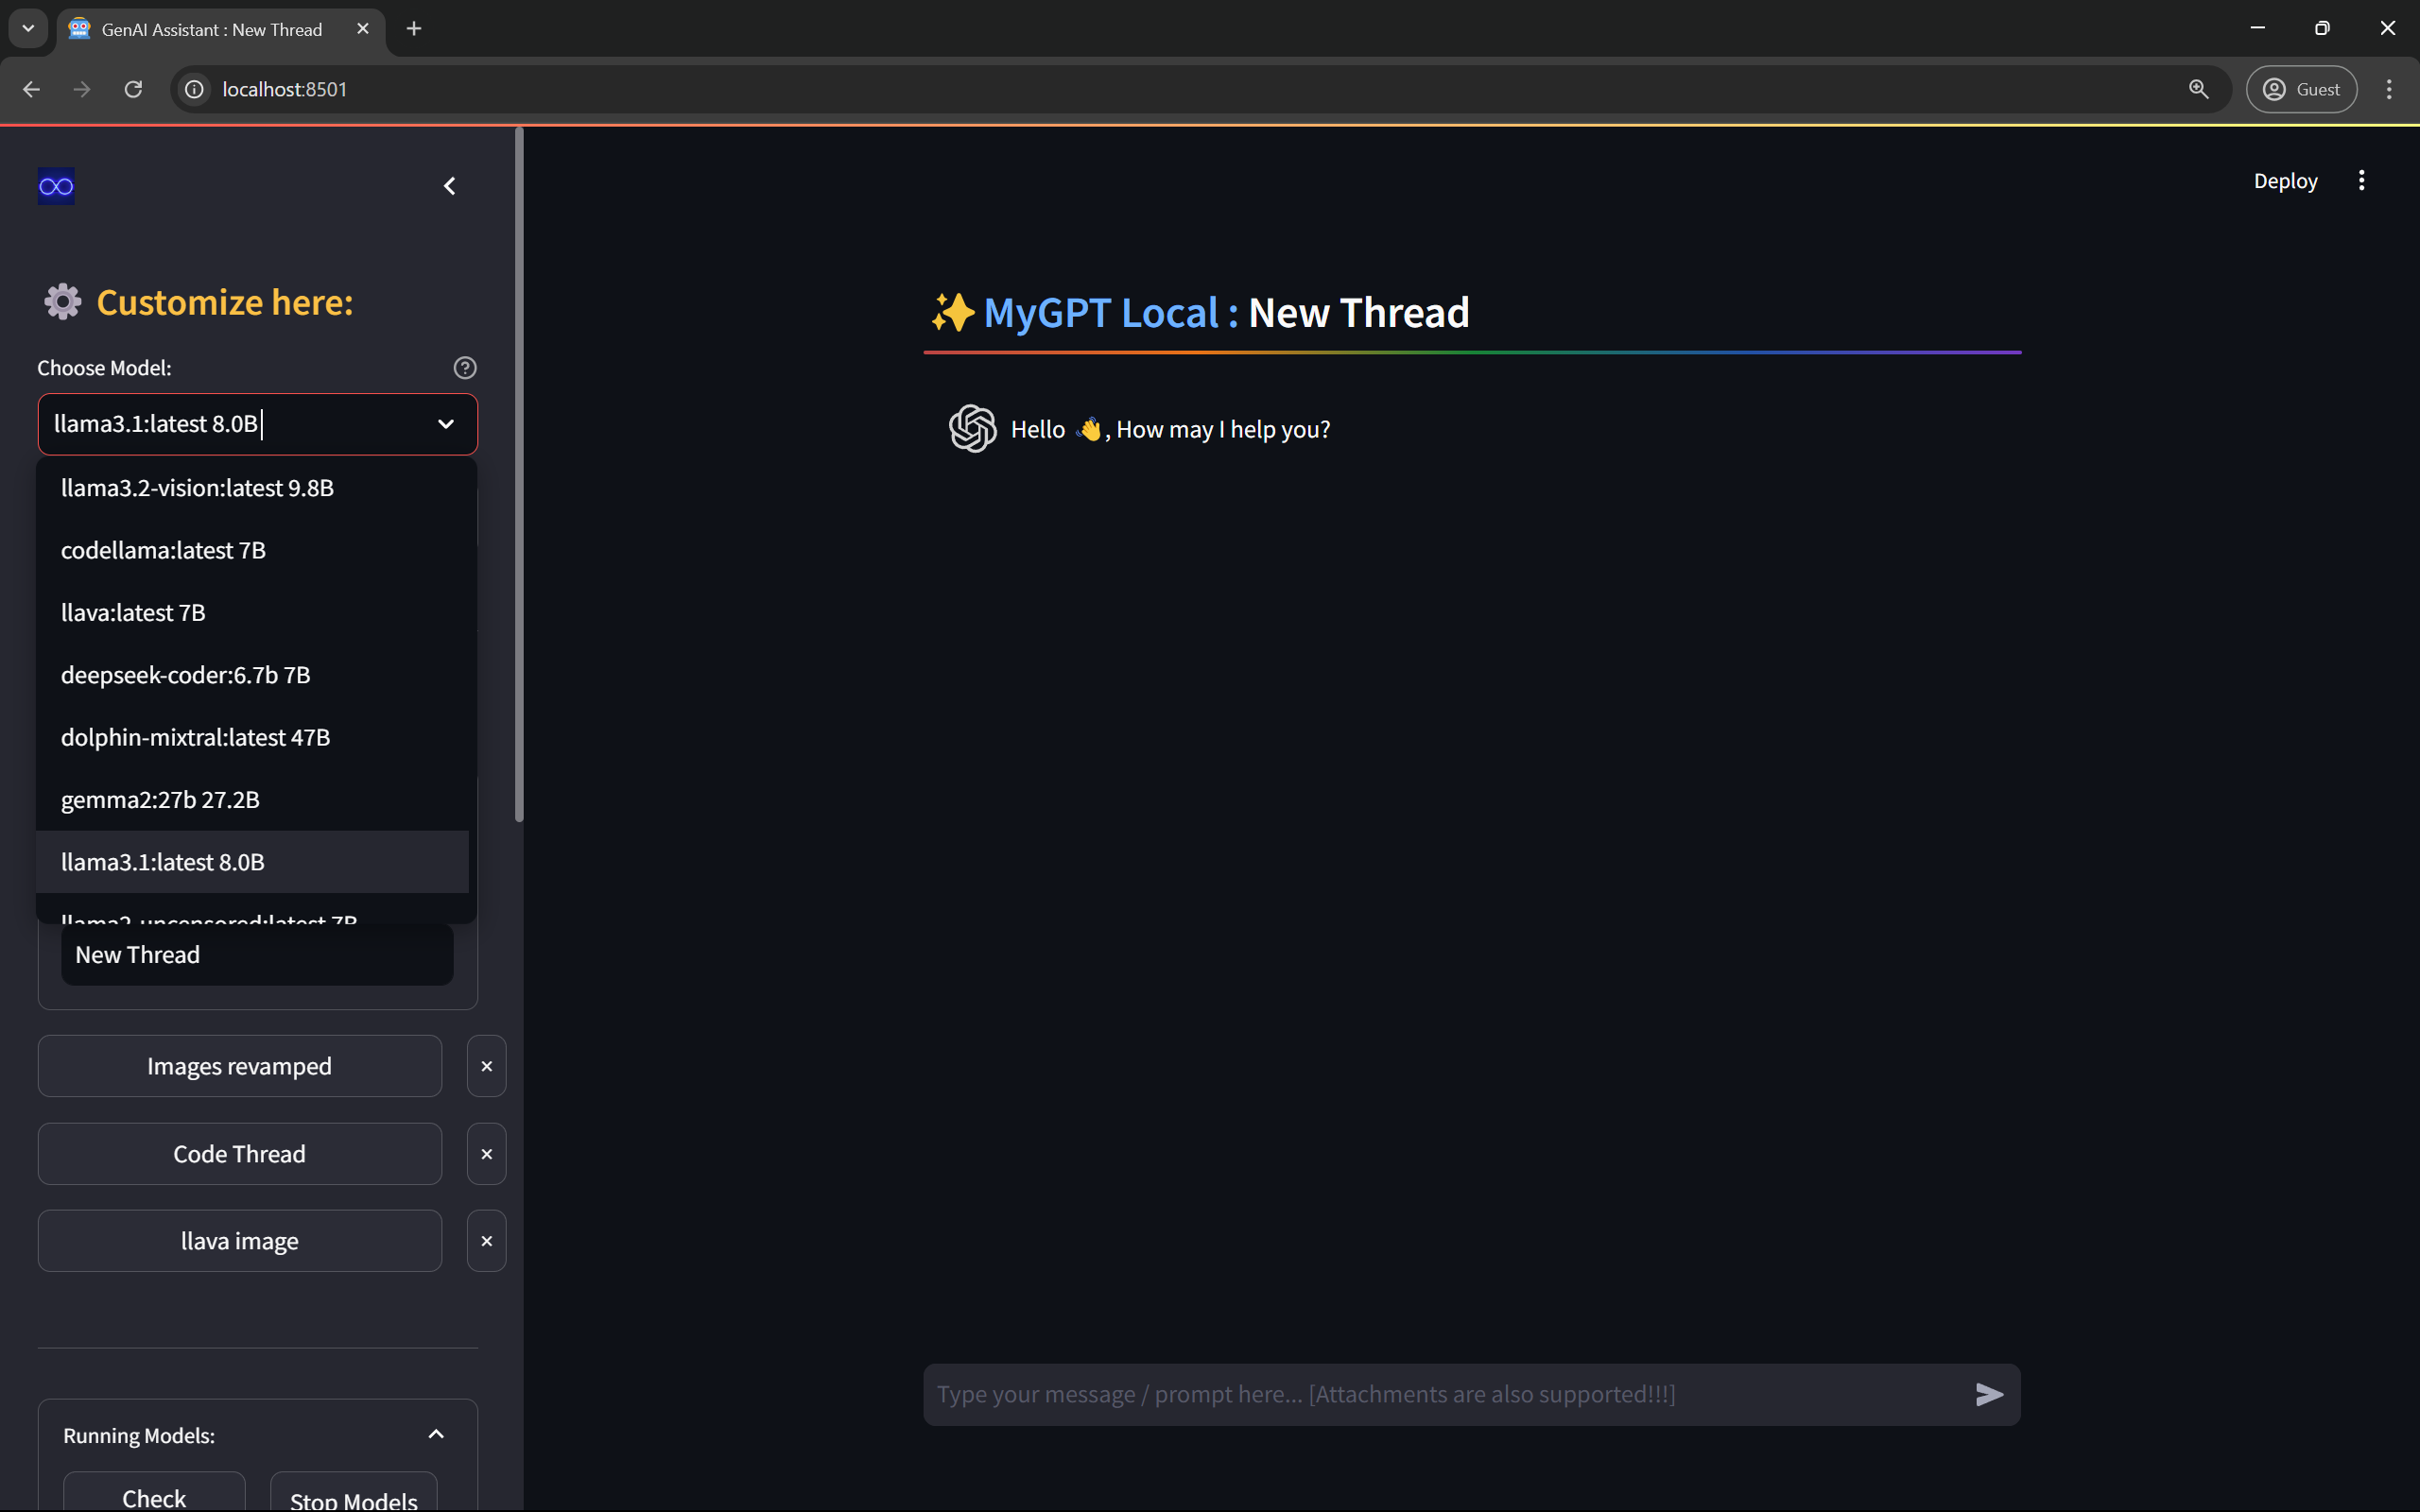 GenAI Assistant : New Thread
localhost:8501
Guest
Deploy
Customize here:
Choose Model:
llama3.1:latest 8.0B
llama3.2-vision:latest 9.8B
codellama:latest 7B
llava:latest 7B
deepseek-coder:6.7b 7B
dolphin-mixtral:latest 47B
gemma2:27b 27.2B
llama3.1:latest 8.0B
llama2-uncensored:latest 7B
New Thread
Images revamped
Code Thread
llava image
Running Models:
Check
Stop Models
✨ MyGPT Local : New Thread
Hello 👋, How may I help you?
Type your message / prompt here... [Attachments are also supported!!!]